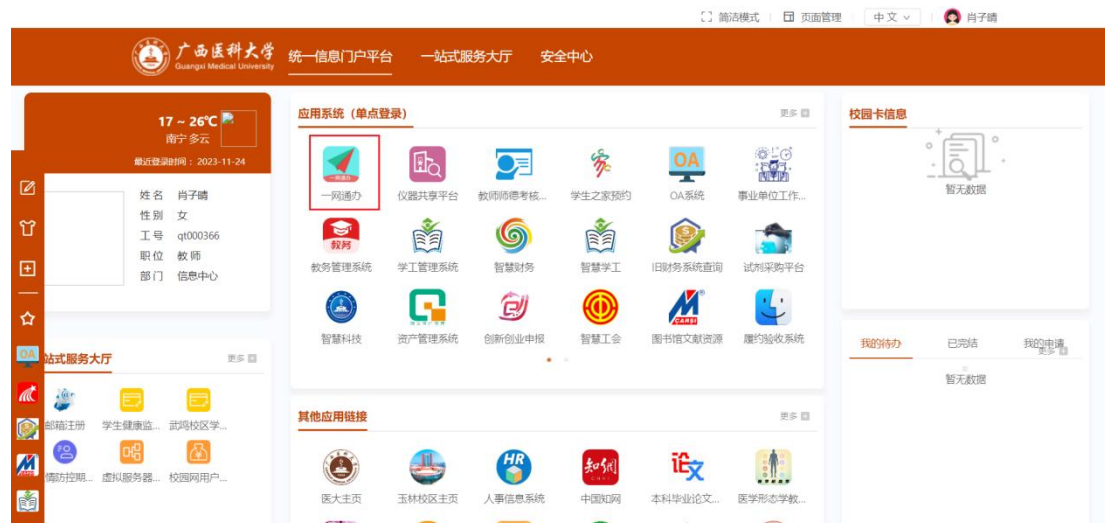 简洁模式 页面管理 中文 肖子晴
广西医科大学
Guangxi Medical University
统一信息门户平台 一站式服务大厅 安全中心
17 ~ 26℃
南宁 多云
最近登录时间：2023-11-24
姓名 肖子晴
性别 女
工号 qt000366
职位 教师
部门 信息中心
应用系统（单点登录） 更多
一网通办
一网通办 仪器共享平台 教师师德考核... 学生之家预约 OA系统 事业单位工作...
OA
教务
教务管理系统 学工管理系统 智慧财务 智慧学工 旧财务系统查询 试剂采购平台
CARSI
智慧科技 资产管理系统 创新创业申报 智慧工会 图书馆文献资源 履约验收系统
校园卡信息
暂无数据
我的待办 已完结 我的申请
更多
暂无数据
OA
站式服务大厅 更多
邮箱注册 学生健康监... 武鸣校区学...
情防控期... 虚拟服务器... 校园网用户...
其他应用链接 更多
HR
知网
论文
医大主页 玉林校区主页 人事信息系统 中国知网 本科毕业论文... 医学形态学教...